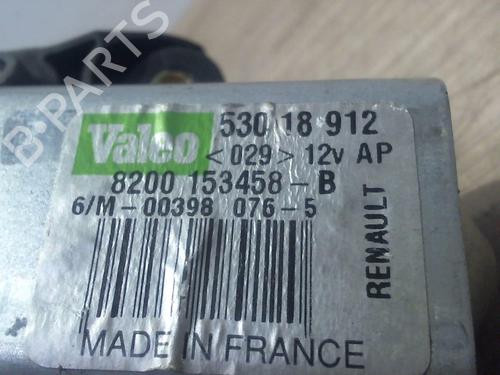 B-PARTS
Valeo 530 18 912
<029> 12v AP
8200 153458-B
6/M-00398 076-5
RENAULT
MADE IN FRANCE